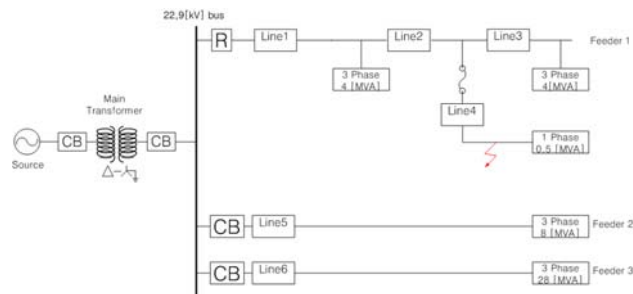 22,9[kV] bus
R
Line1
Line2
Line3
Feeder 1
3 Phase
4 [MVA]
3 Phase
4[MVA]
Main
Transformer
Line4
CB
CB
1 Phase
0.5 [MVA]
Source
Δ
CB
Line5
3 Phase
8 [MVA]
Feeder 2
CB
Line6
3 Phase
28 [MVA]
Feeder 3